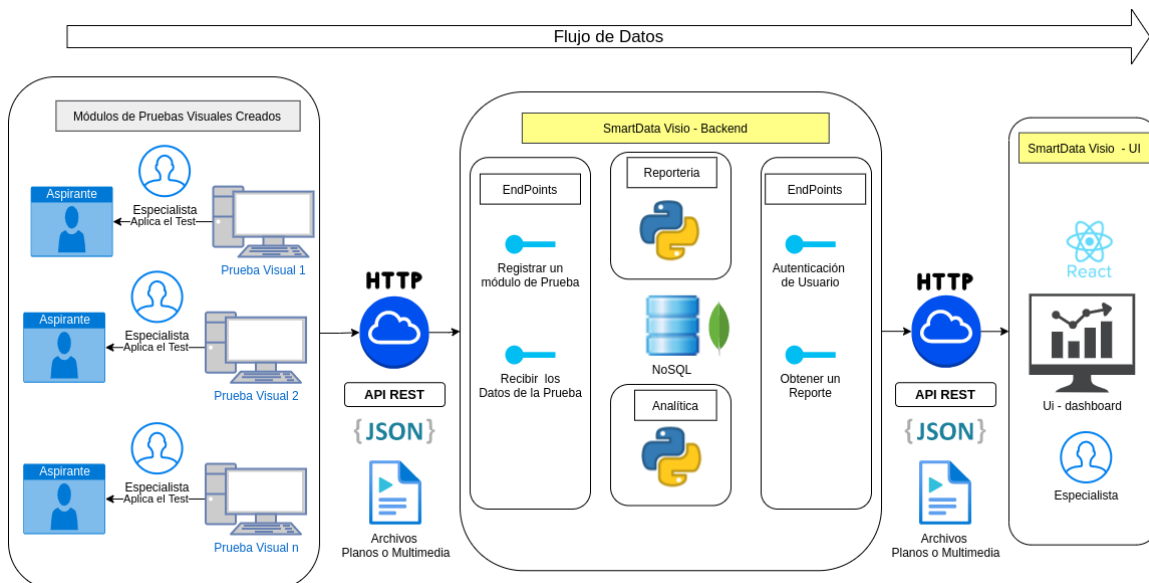 Flujo de Datos
Módulos de Pruebas Visuales Creados
Aspirante
Especialista
Aplica el Test
Prueba Visual 1
Aspirante
Especialista
Aplica el Test
Prueba Visual 2
Aspirante
Especialista
Aplica el Test
Prueba Visual n
HTTP
API REST
{JSON}
Archivos
Planos o Multimedia
SmartData Visio - Backend
EndPoints
Registrar un
módulo de Prueba
Recibir los
Datos de la Prueba
Reporteria
NoSQL
Analítica
EndPoints
Autenticación
de Usuario
Obtener un
Reporte
HTTP
API REST
{JSON}
Archivos
Planos o Multimedia
SmartData Visio - UI
React
Ui - dashboard
Especialista